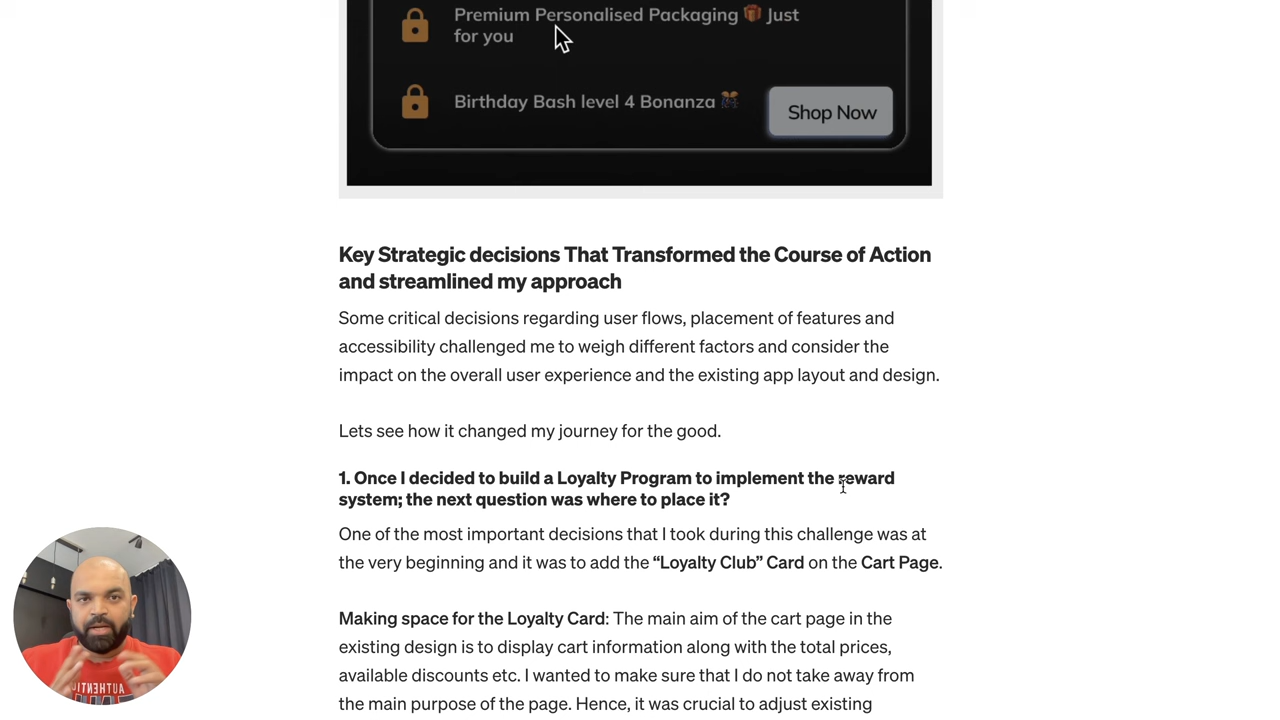 Premium Personalised Packaging 🎁 Just
for you
Birthday Bash level 4 Bonanza
Shop Now
Key Strategic decisions That Transformed the Course of Action
and streamlined my approach
Some critical decisions regarding user flows, placement of features and
accessibility challenged me to weigh different factors and consider the
impact on the overall user experience and the existing app layout and design.
Lets see how it changed my journey for the good.
1. Once I decided to build a Loyalty Program to implement the reward
system; the next question was where to place it?
One of the most important decisions that I took during this challenge was at
the very beginning and it was to add the “Loyalty Club” Card on the Cart Page.
Making space for the Loyalty Card: The main aim of the cart page in the
existing design is to display cart information along with the total prices,
available discounts etc. I wanted to make sure that I do not take away from
the main purpose of the page. Hence, it was crucial to adjust existing